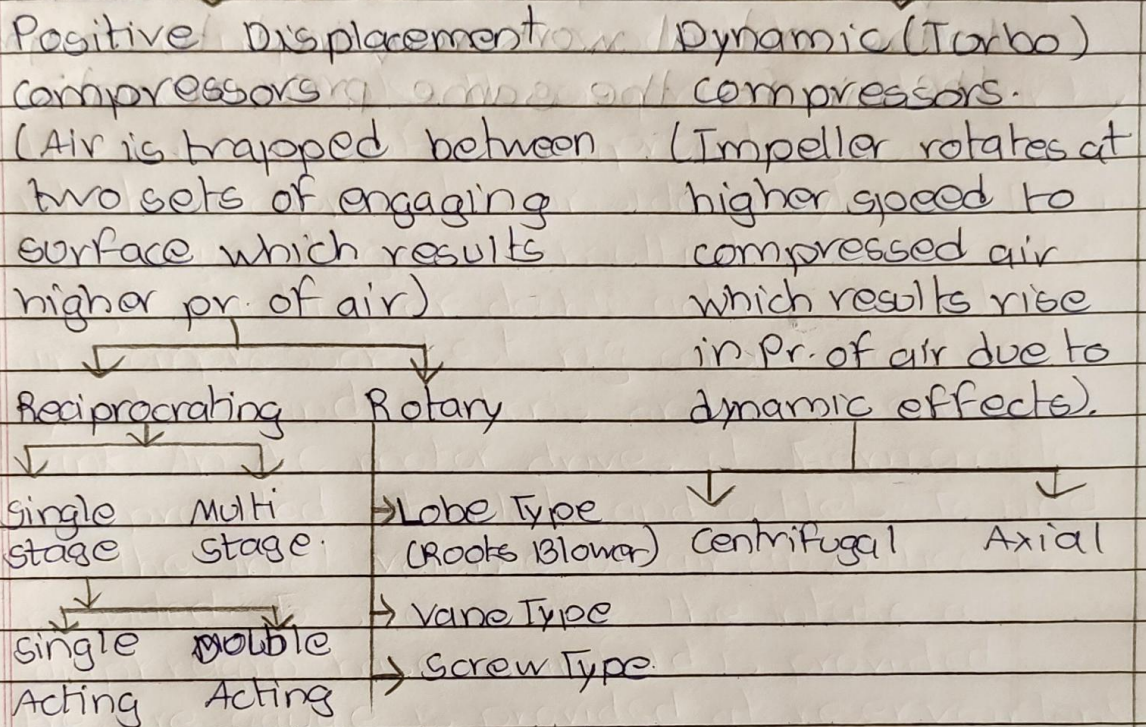 Positive Displacement
compressors
(Air is trapped between
two sets of engaging
surface which results
higher pr. of air)
Dynamic (Turbo)
compressors.
(Impeller rotates at
higher speed to
compressed air
which results rise
in pr. of air due to
dynamic effects).
Reciprocrating
Rotary
Single
stage
Multi
stage.
Single
Acting
Double
Acting
→Lobe Type
(Roots Blower)
→ Vane Type
→ Screw Type.
Centrifugal
Axial